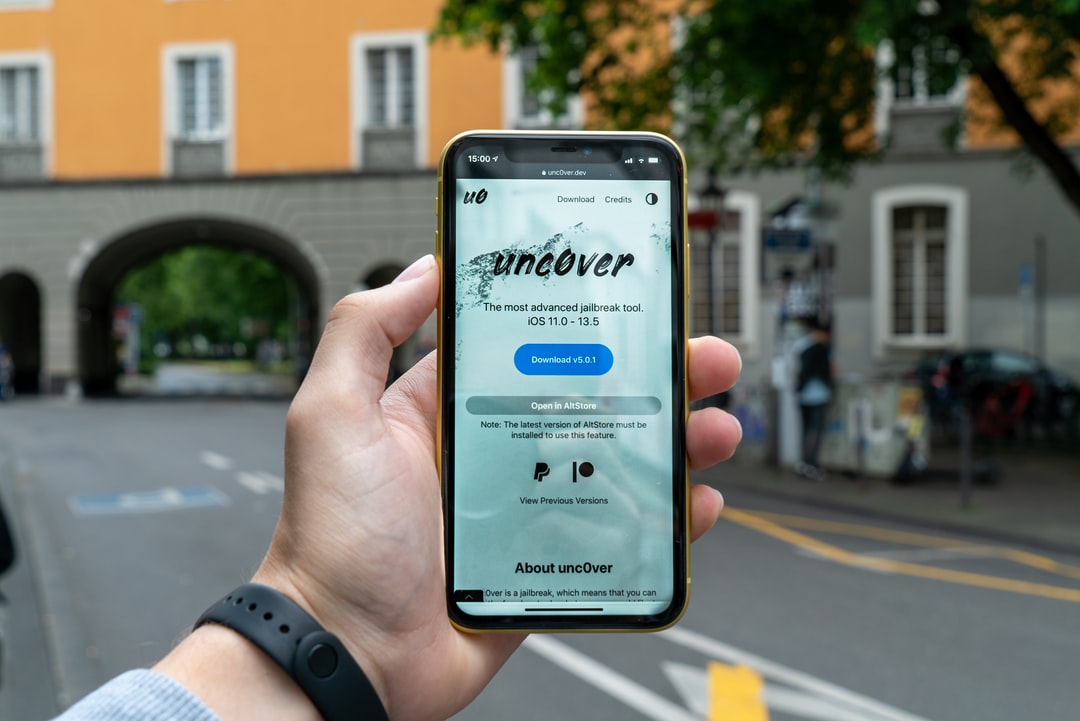 15:00
unc0ver.dev
u0
Download Credits
unc0ver
The most advanced jailbreak tool.
iOS 11.0 - 13.5
Download v5.0.1
Open in AltStore
Note: The latest version of AltStore must be
installed to use this feature.
View Previous Versions
About unc0ver
0ver is a jailbreak, which means that you can